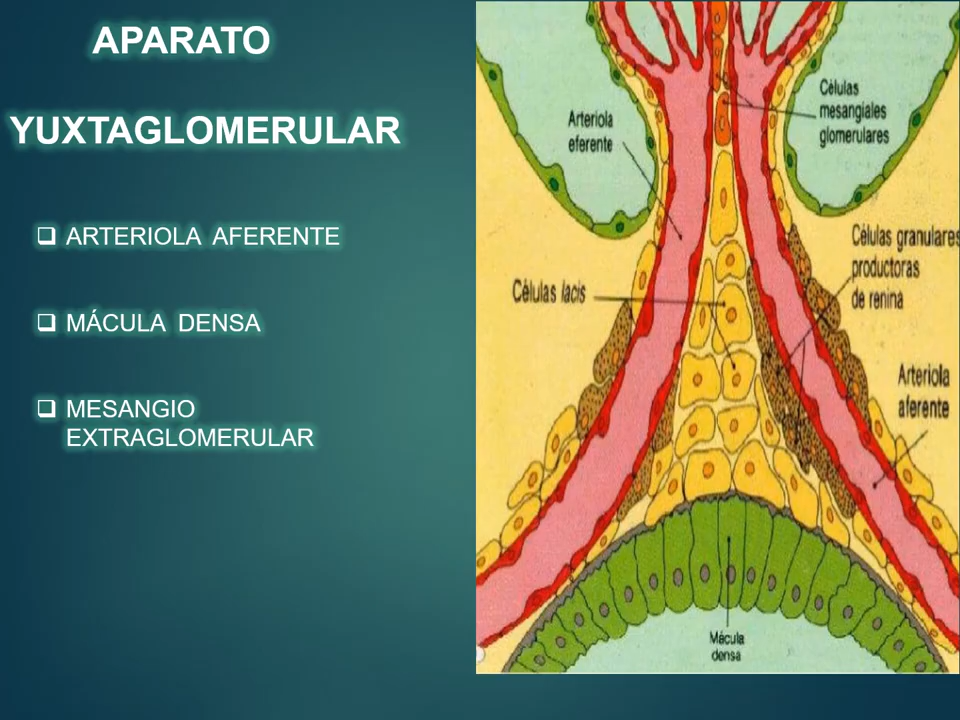 APARATO
YUXTAGLOMERULAR
ARTERIOLA AFERENTE
MÁCULA DENSA
MESANGIO
EXTRAGLOMERULAR
Arteriola
eferente
Células
mesangiales
glomerulares
Células granulares
productoras
de renina
Células lacis
Arteriola
aferente
Mácula
densa